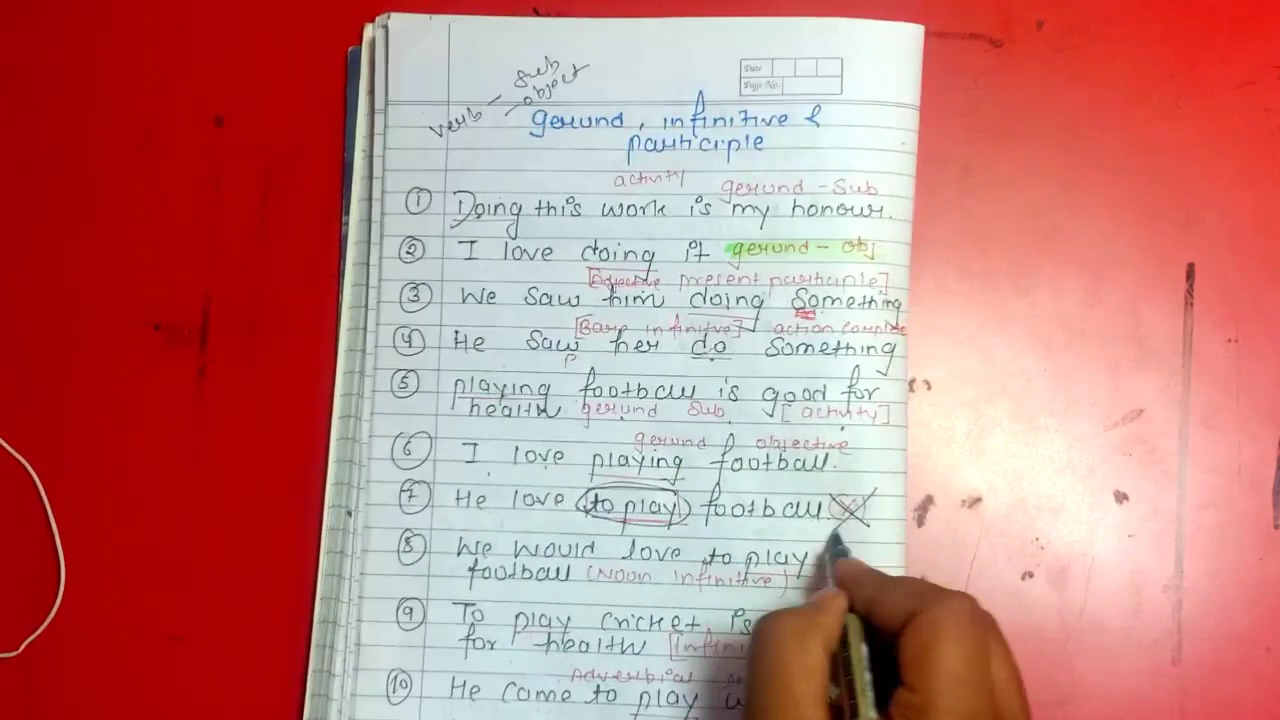 Date
Page No.
verb - sub
- object
gerund, infinitive &
participle
activity gerund - sub
① Doing this work is my honour.
② I love doing it gerund - obj
[Adjective present participle]
③ We saw him doing something
[Bare infinitive] action complete
④ He saw her do something
P
⑤ playing football is good for
health gerund sub [activity]
gerund objective
⑥ I love playing football.
⑦ He love (to play) football
⑧ We would love to play
football (Noun infinitive)
⑨ To play cricket is
for health [infini
Adverbial
⑩ He came to play